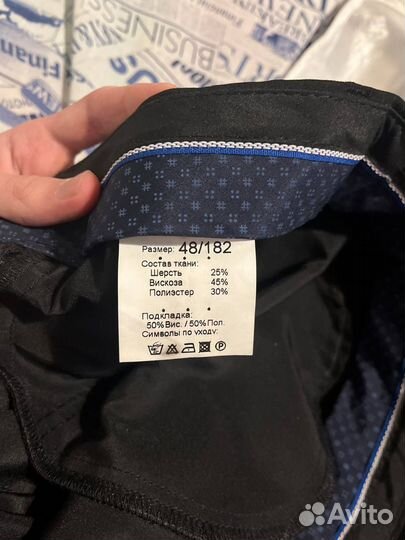 Размер: 48/182
Состав ткани:
Шерсть 25%
Вискоза 45%
Полиэстер 30%
Подкладка:
50% Вис. / 50% Пол.
Символы по уходу:
Avito